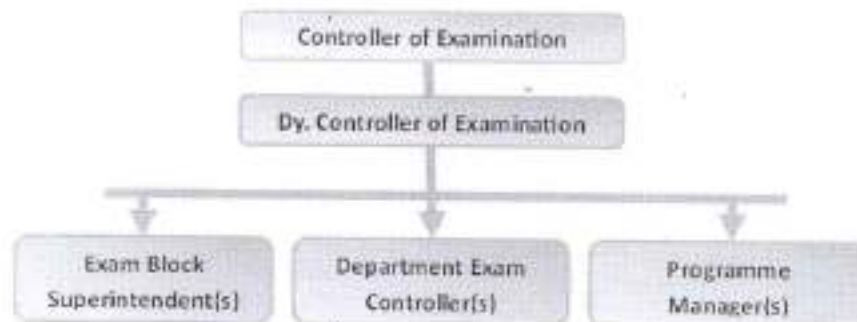 Controller of Examination
Dy. Controller of Examination
Exam Block
Superintendent(s)
Department Exam
Controller(s)
Programme
Manager(s)